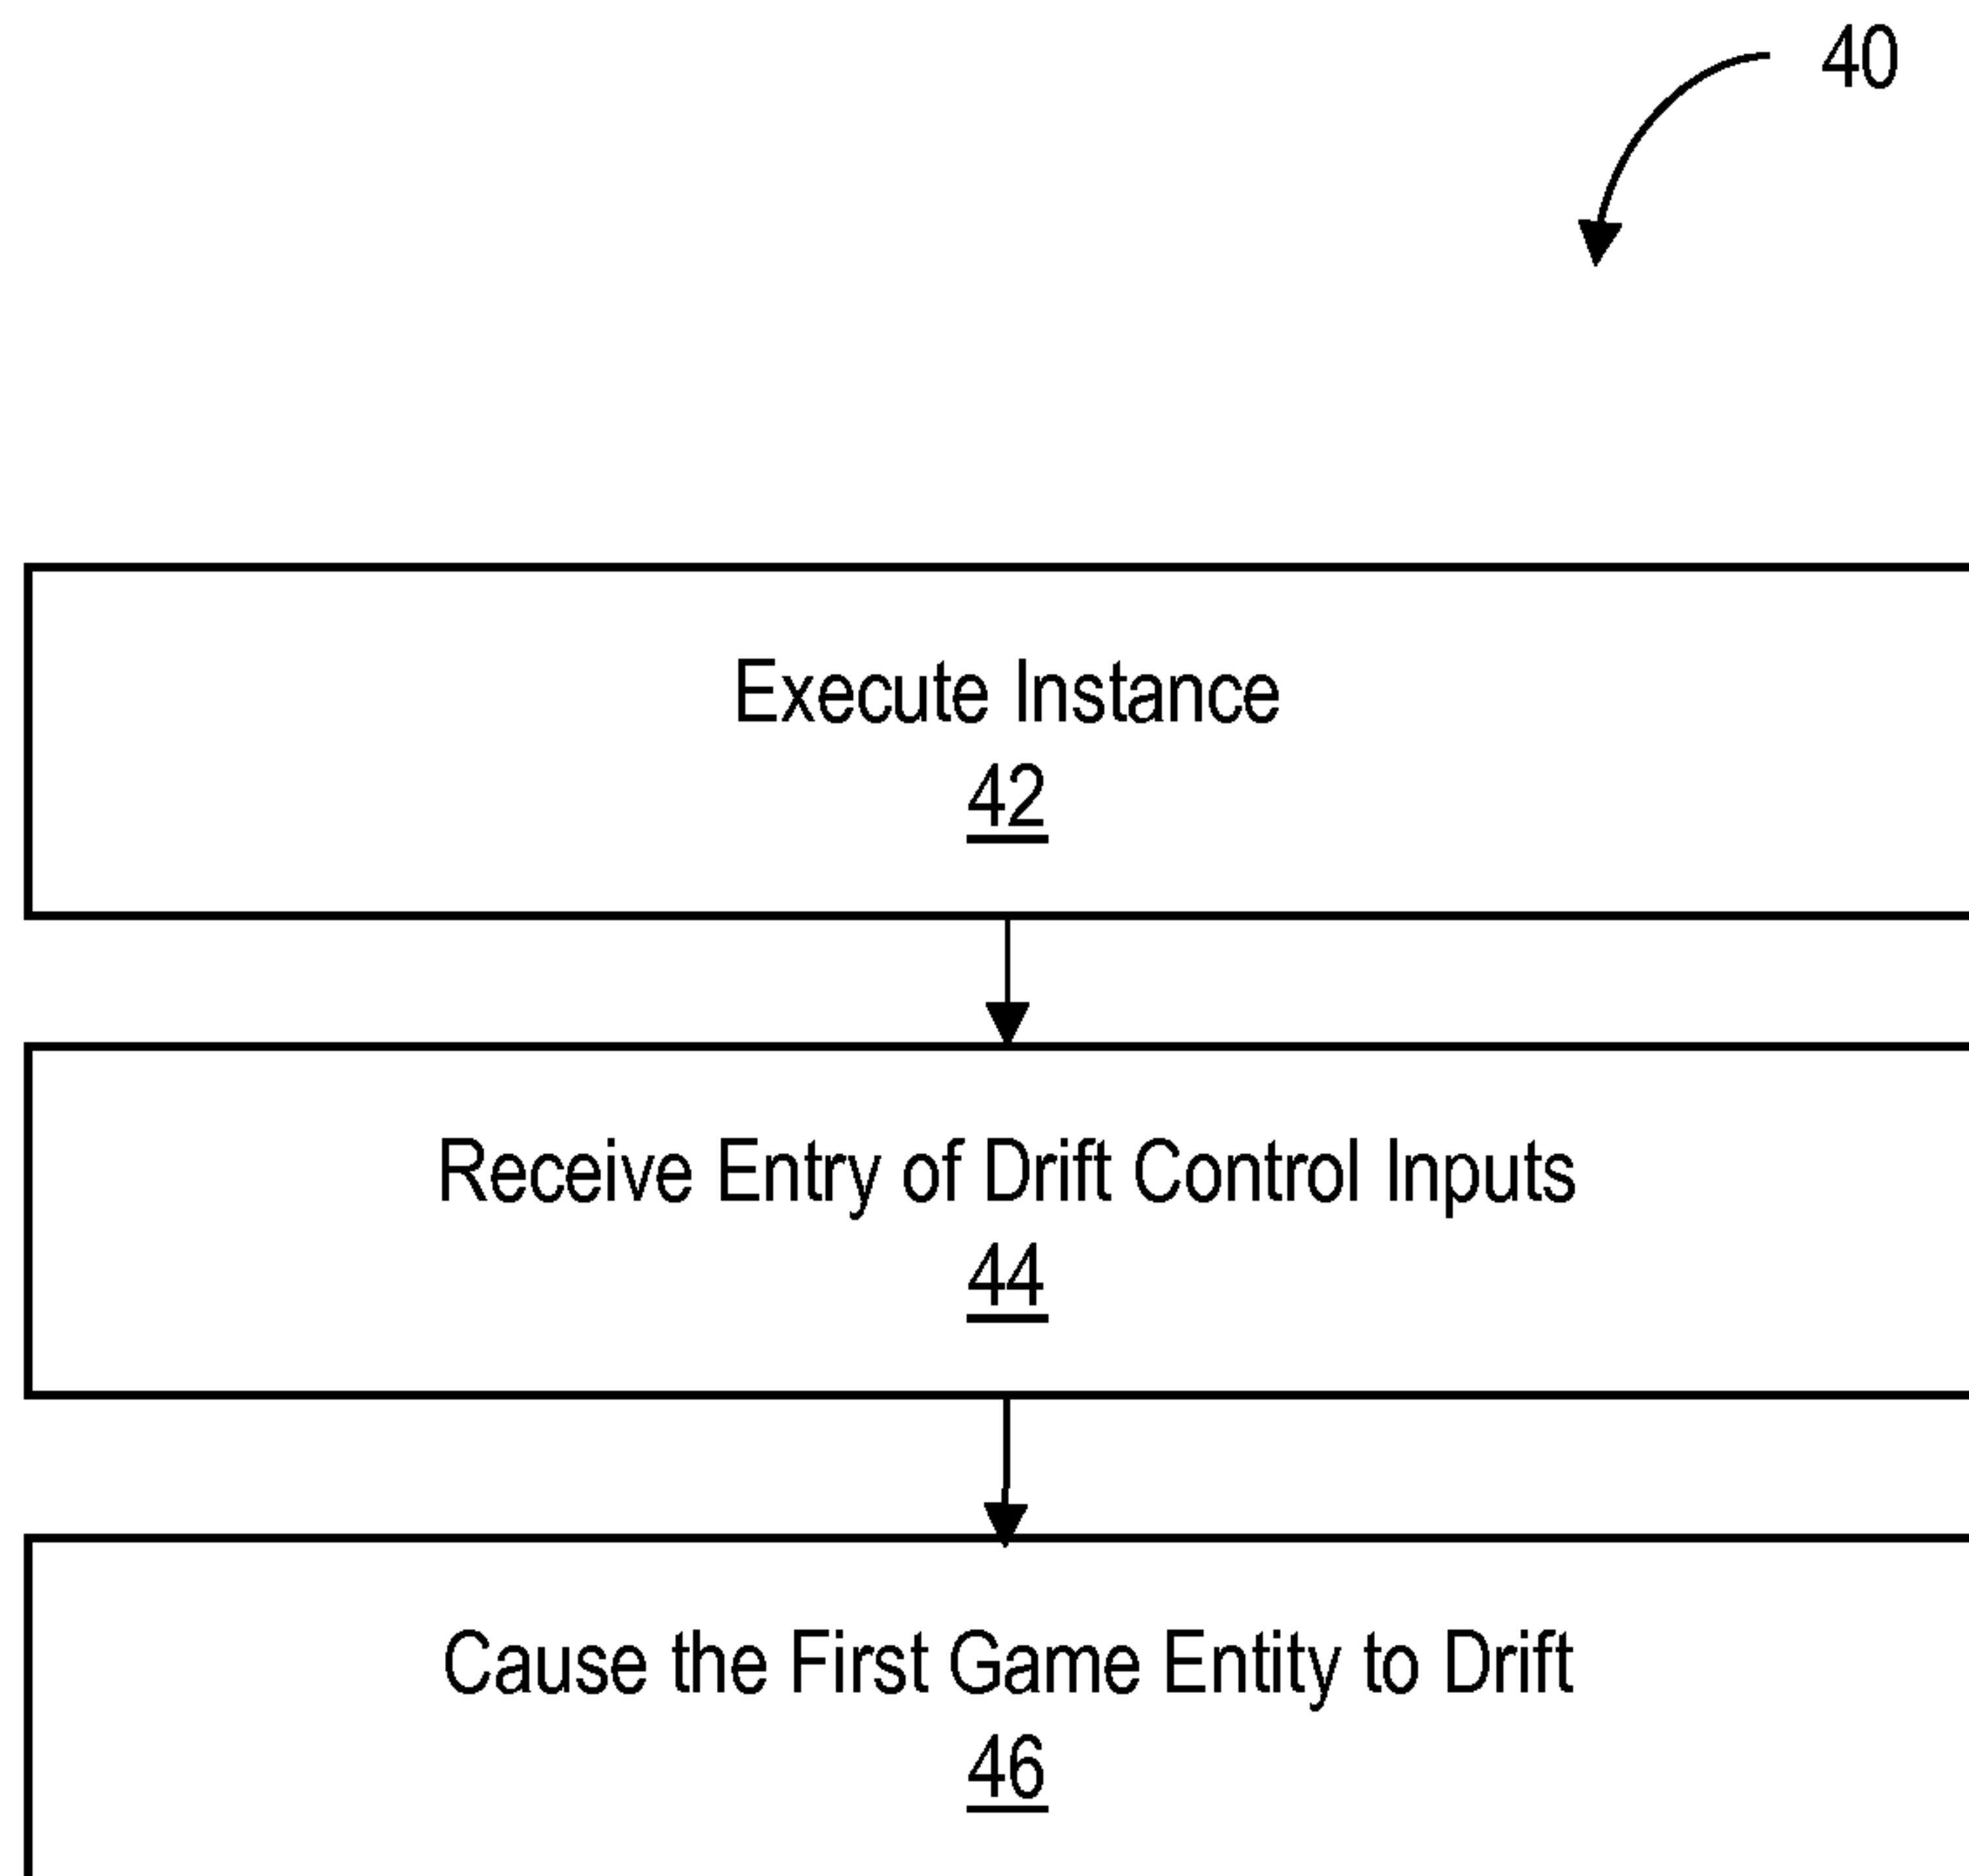 40
Execute Instance
42
Receive Entry of Drift Control Inputs
44
Cause the First Game Entity to Drift
46